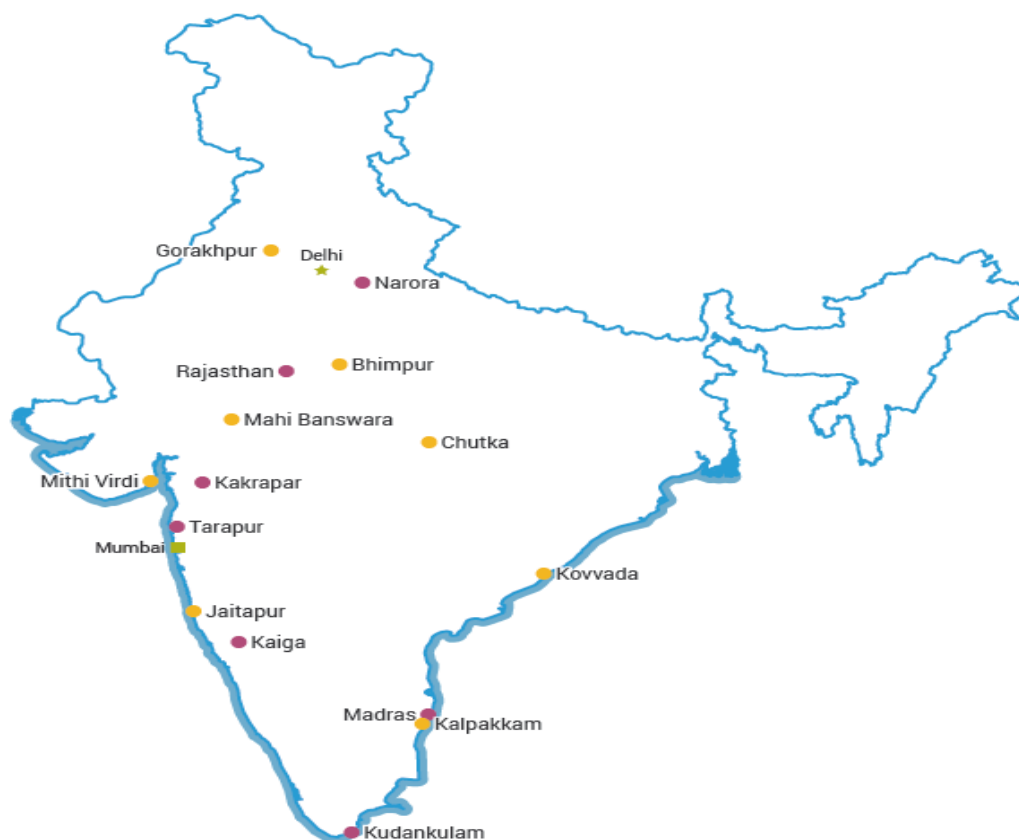 Gorakhpur
Delhi
Narora
Bhimpur
Rajasthan
Mahi Banswara
Chutka
Mithi Virdi
Kakrapar
Tarapur
Mumbai
Kovvada
Jaitapur
Kaiga
Madras
Kalpakkam
Kudankulam